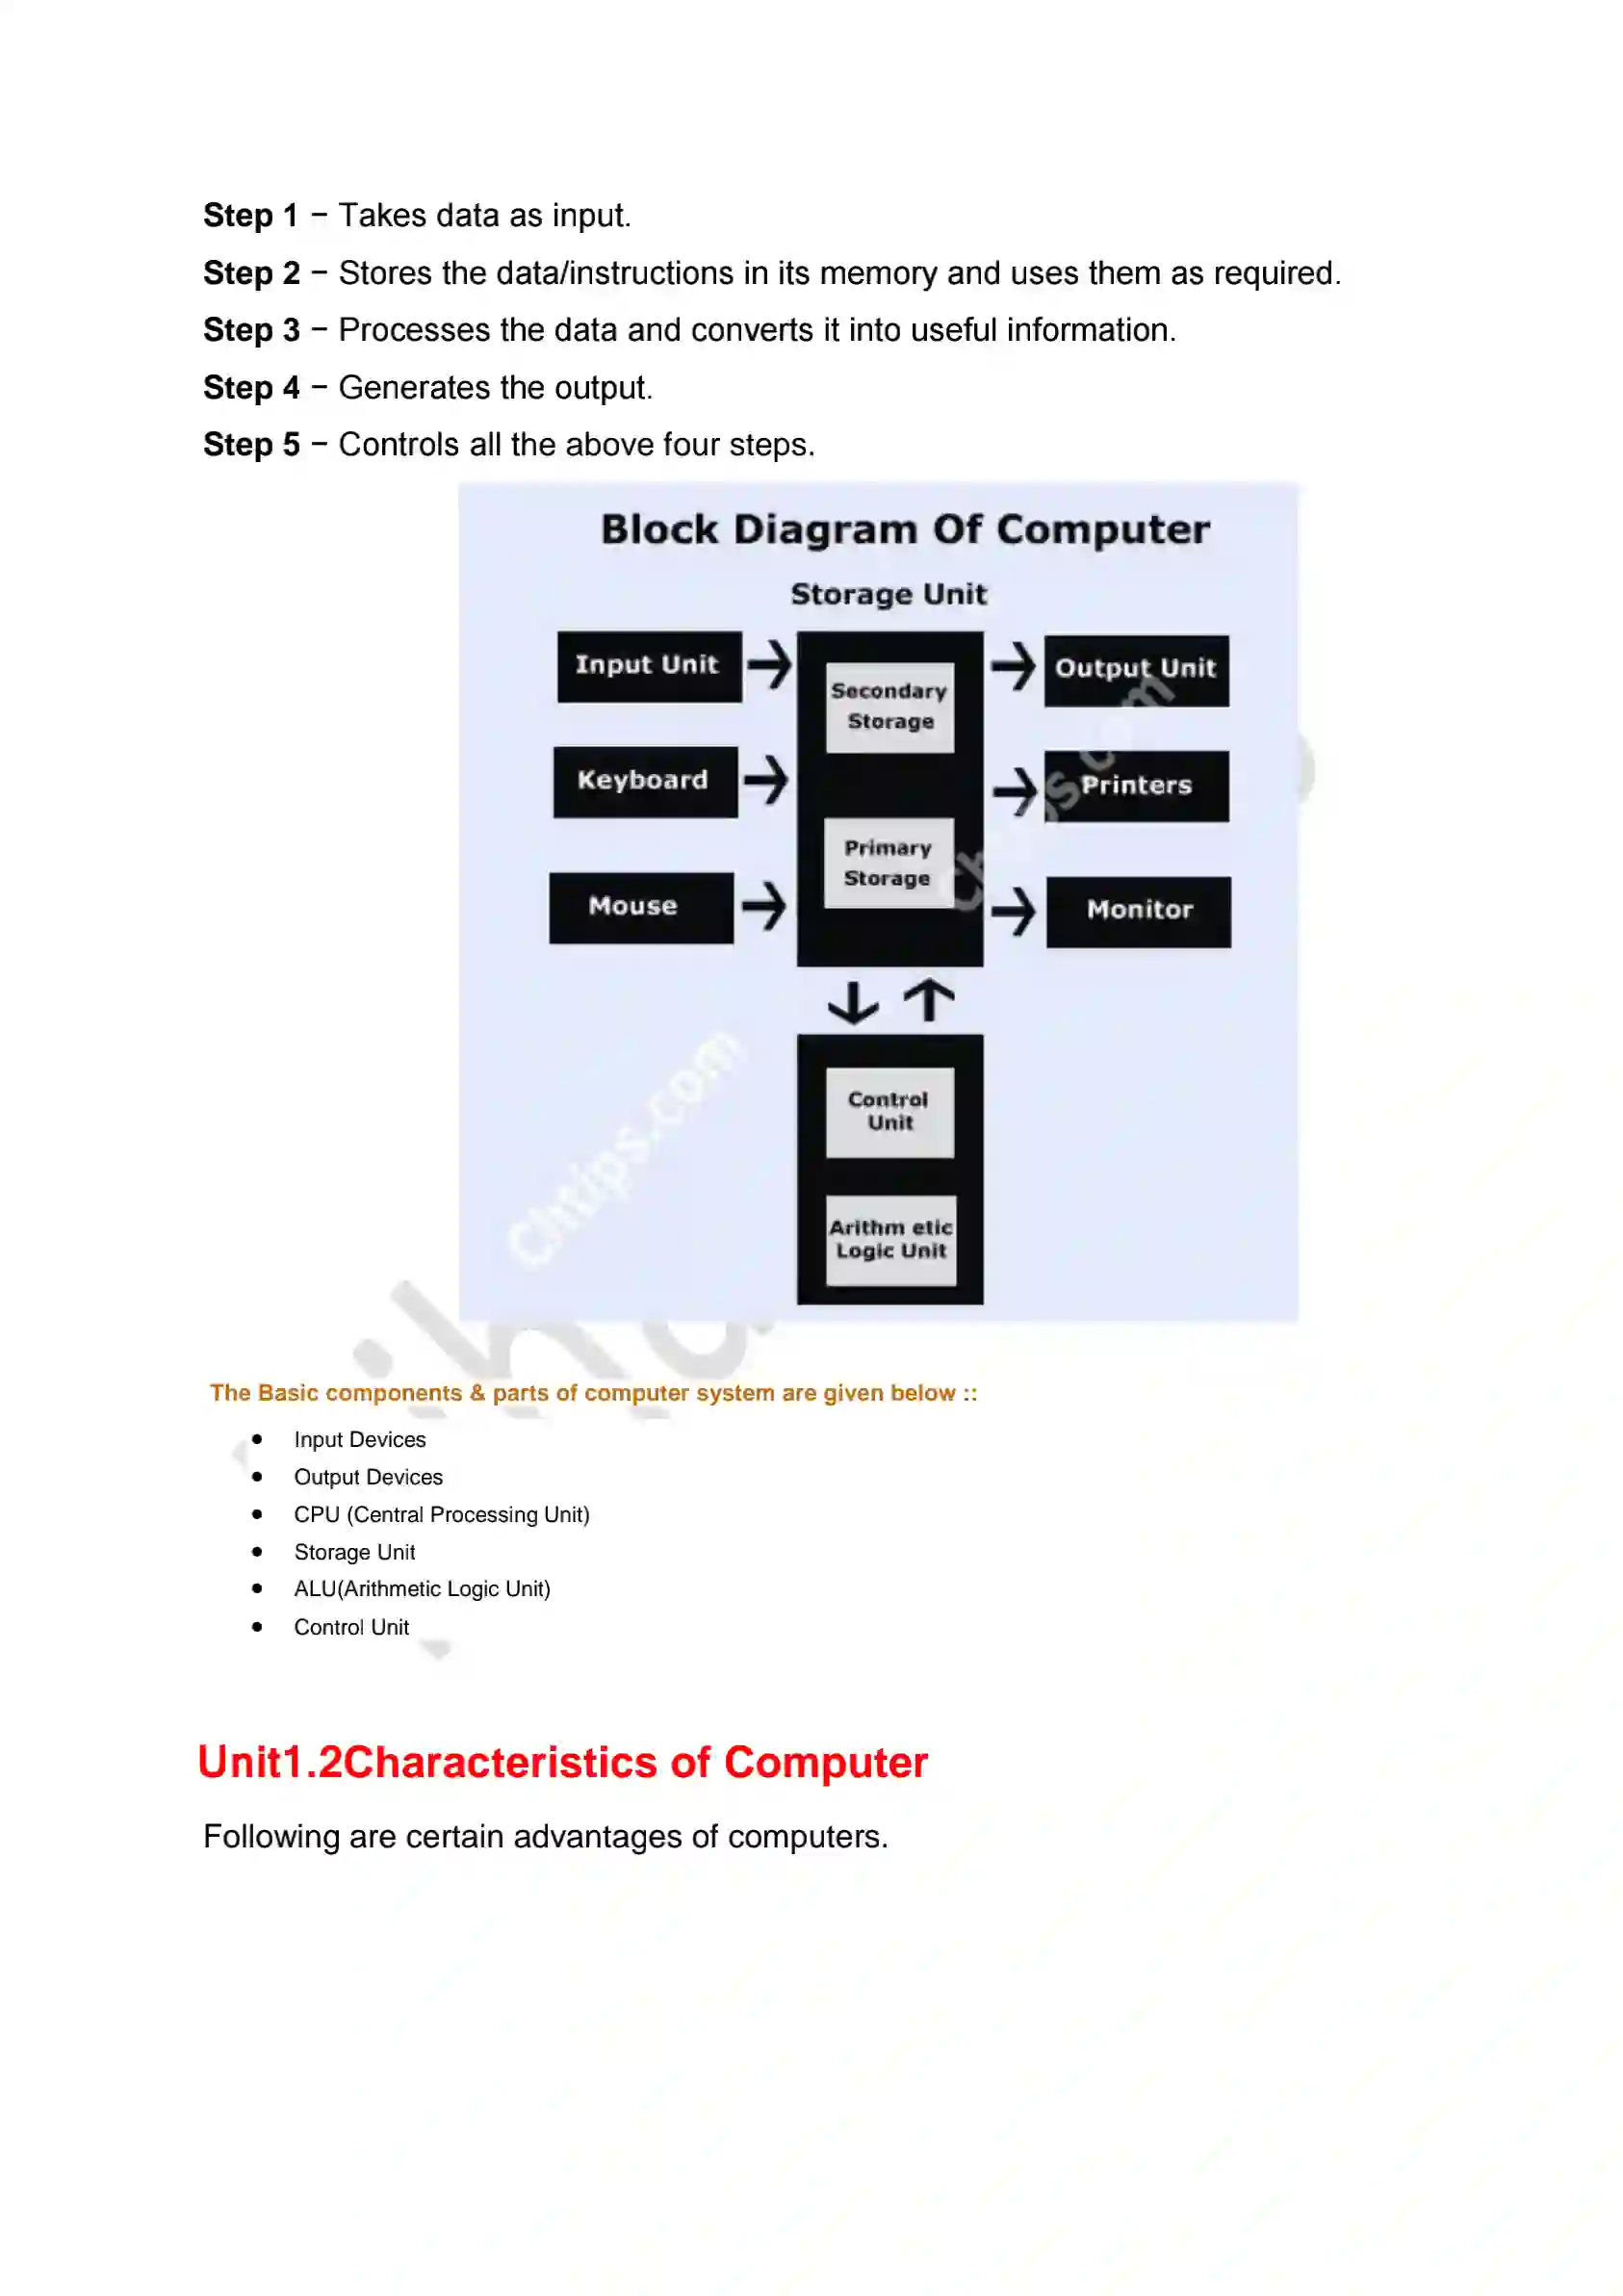 Step 1 − Takes data as input.
Step 2 − Stores the data/instructions in its memory and uses them as required.
Step 3 − Processes the data and converts it into useful information.
Step 4 − Generates the output.
Step 5 − Controls all the above four steps.
Block Diagram Of Computer
Storage Unit
Input Unit
Secondary
Storage
Output Unit
Keyboard
Printers
Primary
Storage
Mouse
Monitor
Control
Unit
Arithm etic
Logic Unit
Chtips.com
Chtips.com
The Basic components & parts of computer system are given below ::
• Input Devices
• Output Devices
• CPU (Central Processing Unit)
• Storage Unit
• ALU(Arithmetic Logic Unit)
• Control Unit
Unit1.2Characteristics of Computer
Following are certain advantages of computers.